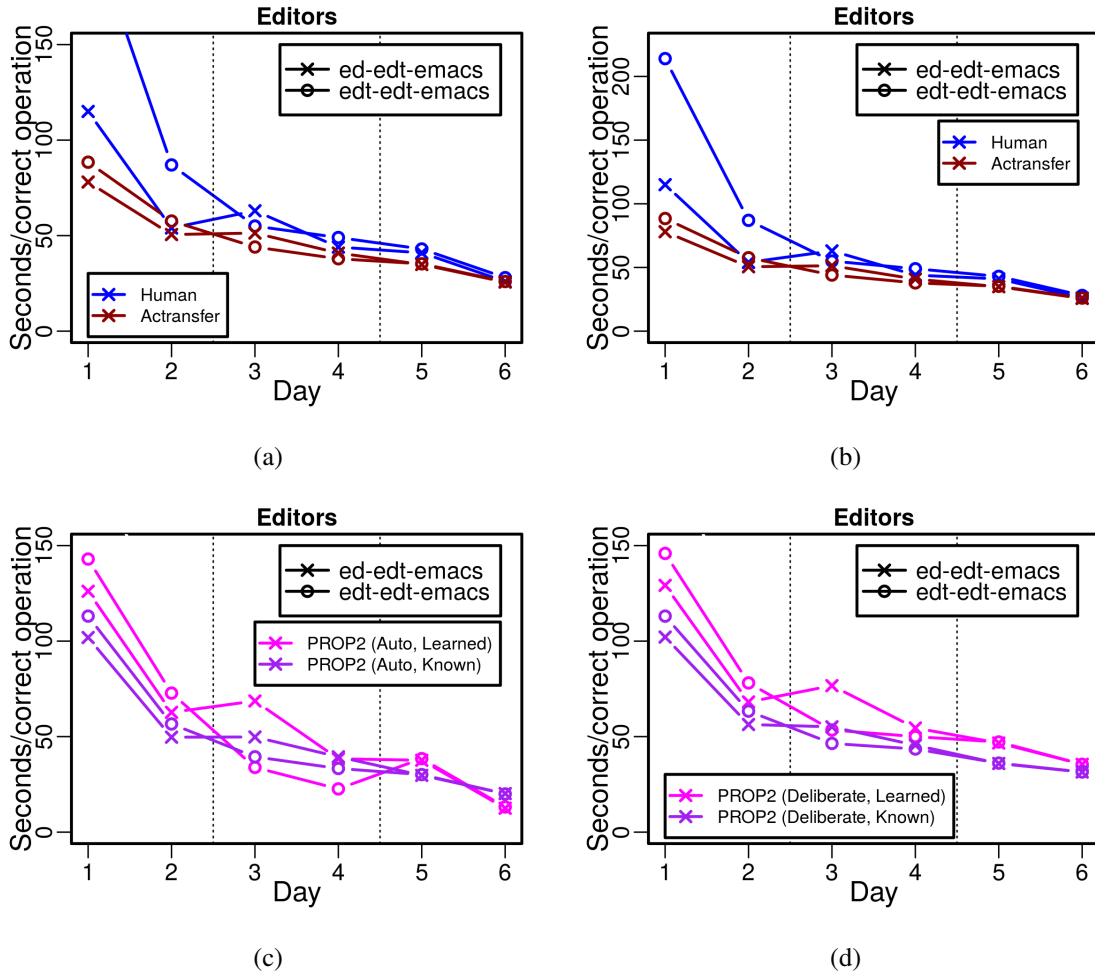 Editors
Seconds/correct operation
0 50 100 150
ed-edt-emacs
edt-edt-emacs
Human
Actransfer
1 2 3 4 5 6
Day
(a)
Editors
Seconds/correct operation
0 50 100 150 200
ed-edt-emacs
edt-edt-emacs
Human
Actransfer
1 2 3 4 5 6
Day
(b)
Editors
Seconds/correct operation
0 50 100 150
ed-edt-emacs
edt-edt-emacs
PROP2 (Auto, Learned)
PROP2 (Auto, Known)
1 2 3 4 5 6
Day
(c)
Editors
Seconds/correct operation
0 50 100 150
ed-edt-emacs
edt-edt-emacs
PROP2 (Deliberate, Learned)
PROP2 (Deliberate, Known)
1 2 3 4 5 6
Day
(d)